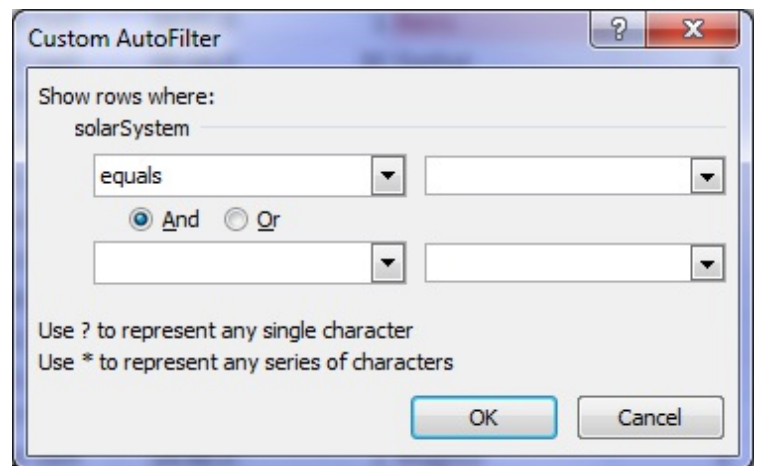 Custom AutoFilter ? X
Show rows where:
solarSystem
equals
And Or
Use ? to represent any single character
Use * to represent any series of characters
OK Cancel